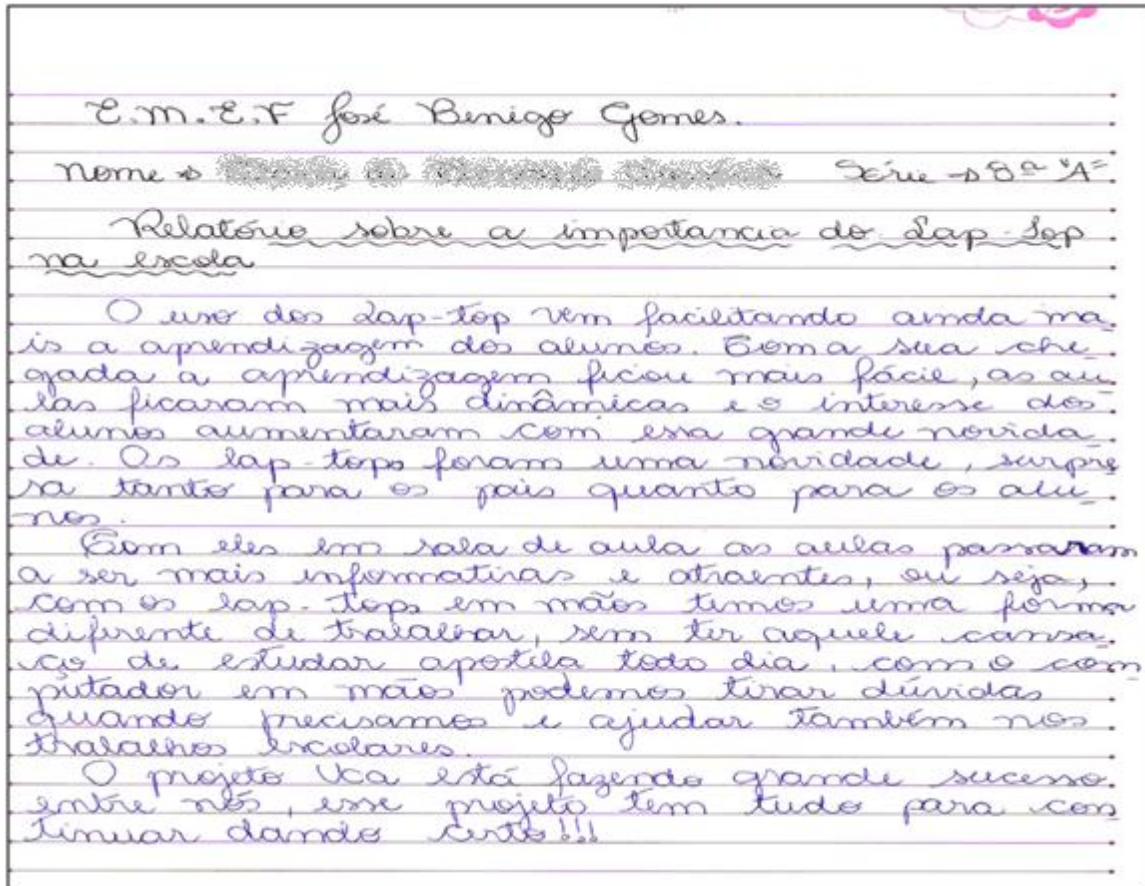 E.M.E.F José Benigo Gomes.
Nome → Série → 8ª "A"
Relatório sobre a importancia do Lap-Top
na escola
O uso dos Lap-top vem facilitando ainda ma
is a aprendizagem dos alunos. Com a sua che
gada a aprendizagem ficou mais fácil, as au
las ficaram mais dinâmicas e o interesse dos
alunos aumentaram com essa grande novida
de. Os lap-tops foram uma novidade, surpre
sa tanto para os pais quanto para os alu
nos.
Com eles em sala de aula as aulas passaram
a ser mais informativas e atraentes, ou seja,
com os lap-tops em mãos temos uma forma
diferente de trabalhar, sem ter aquele cansa
ço de estudar apostila todo dia, com o com
putador em mãos podemos tirar dúvidas
quando precisamos e ajudar também nos
trabalhos escolares.
O projeto Uca está fazendo grande sucesso
entre nós, esse projeto tem tudo para con
tinuar dando certo!!!